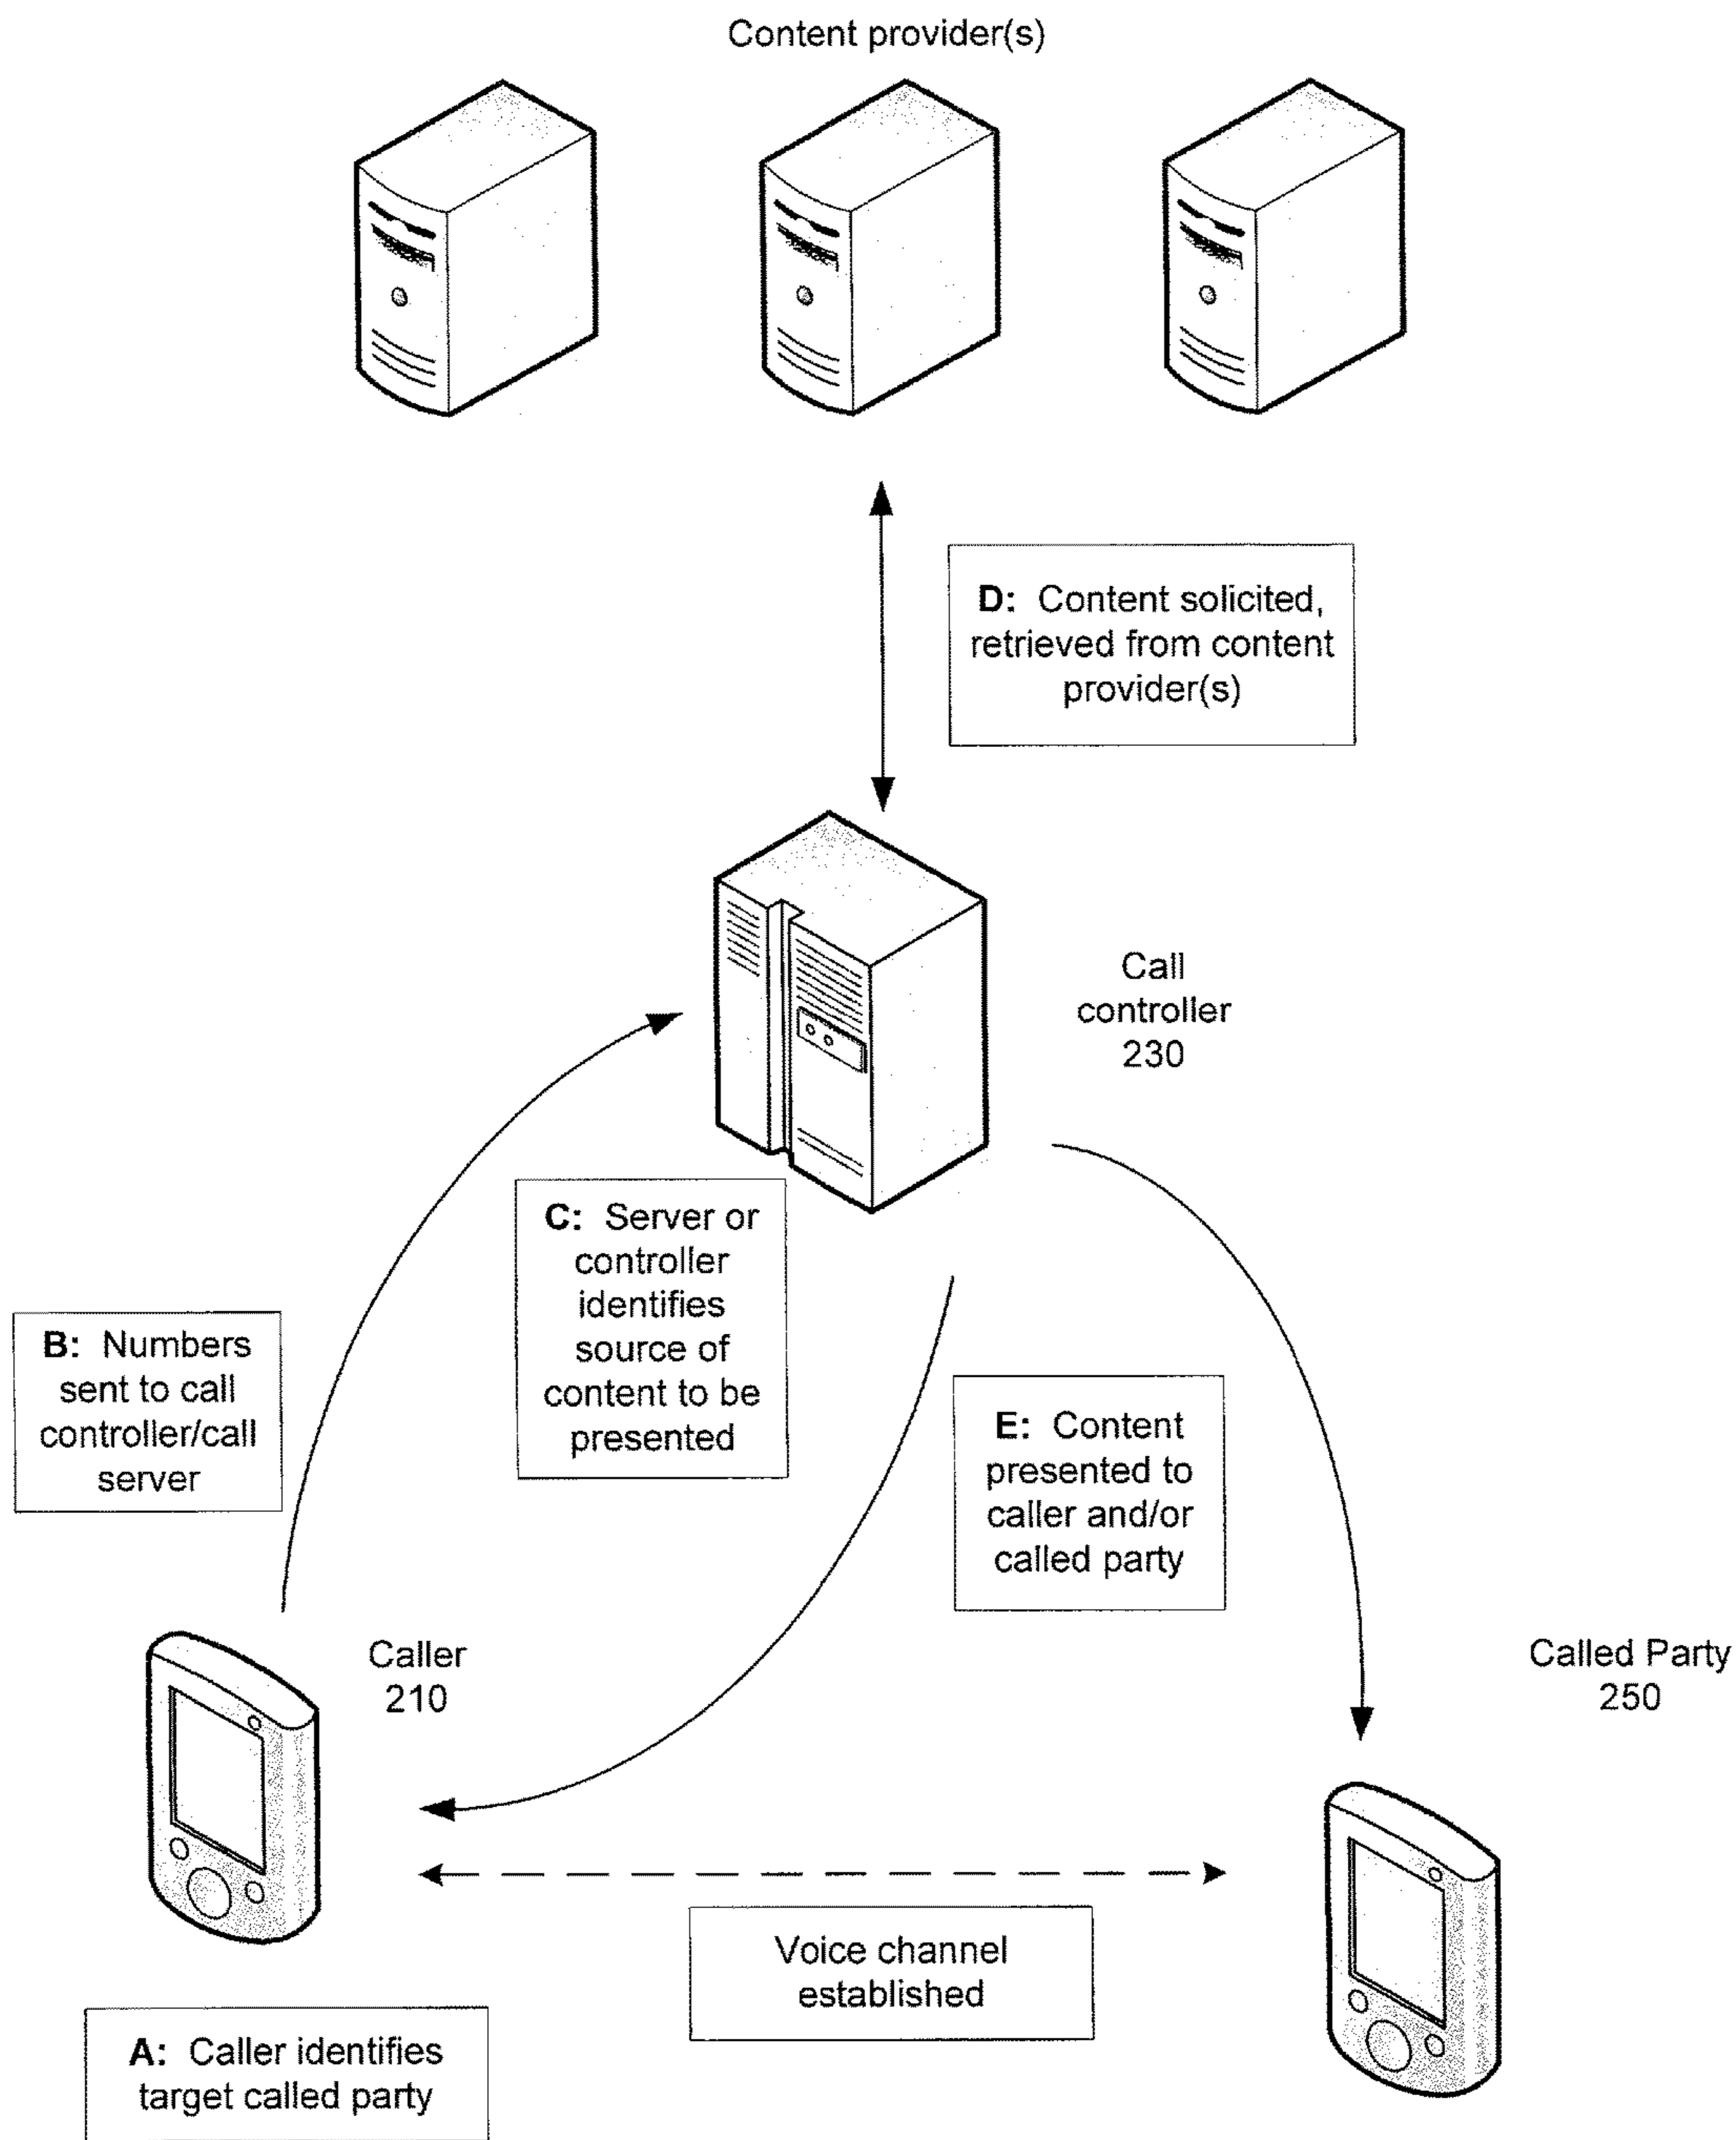 Content provider(s)
D: Content solicited,
retrieved from content
provider(s)
Call
controller
230
C: Server or
controller
identifies
source of
content to be
presented
B: Numbers
sent to call
controller/call
server
E: Content
presented to
caller and/or
called party
Caller
210
Called Party
250
Voice channel
established
A: Caller identifies
target called party